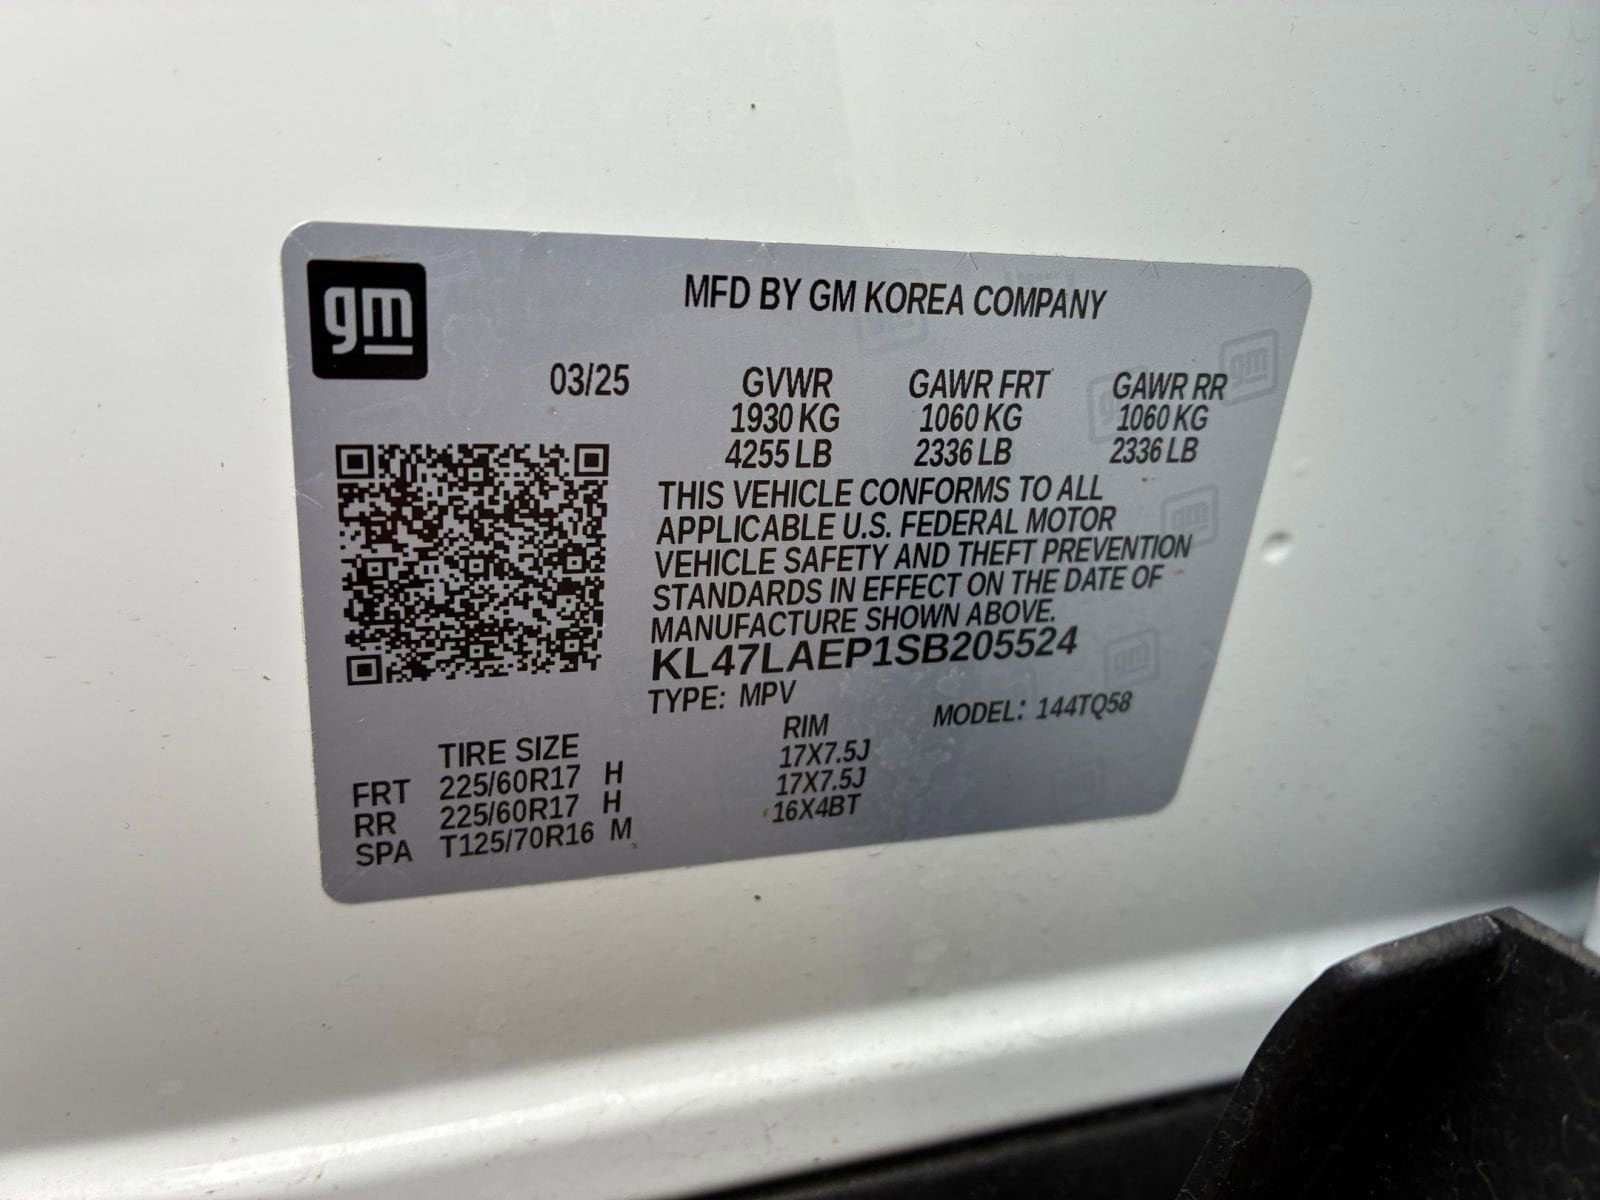 gm
MFD BY GM KOREA COMPANY
03/25 GVWR GAWR FRT GAWR RR
1930 KG 1060 KG 1060 KG
4255 LB 2336 LB 2336 LB
THIS VEHICLE CONFORMS TO ALL
APPLICABLE U.S. FEDERAL MOTOR
VEHICLE SAFETY AND THEFT PREVENTION
STANDARDS IN EFFECT ON THE DATE OF
MANUFACTURE SHOWN ABOVE.
KL47LAEP1SB205524
TYPE: MPV MODEL: 144TQ58
TIRE SIZE RIM
FRT 225/60R17 H 17X7.5J
RR 225/60R17 H 17X7.5J
SPA T125/70R16 M 16X4BT